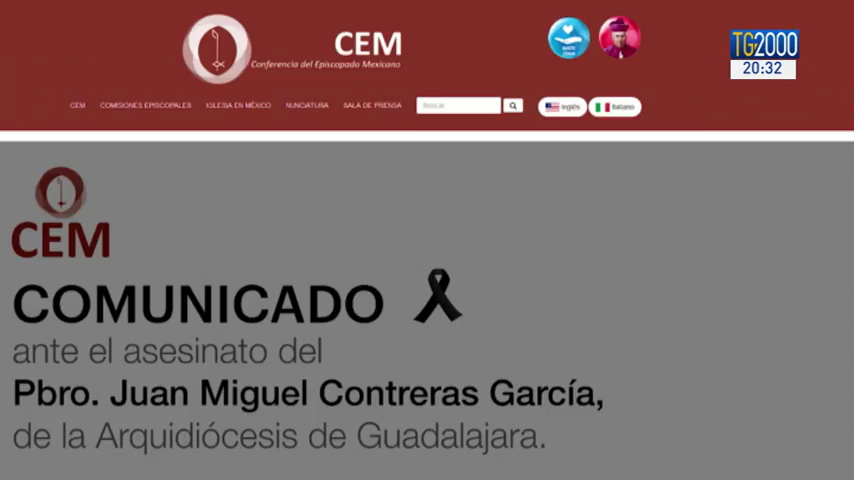 CEM
Conferencia del Episcopado Mexicano
TG2000
20:32
CEM
COMISIONES EPISCOPALES
IGLESIA EN MÉXICO
NUNCIATURA
SALA DE PRENSA
Buscar
Inglés
Italiano
CEM
COMUNICADO
ante el asesinato del
Pbro. Juan Miguel Contreras García,
de la Arquidiócesis de Guadalajara.